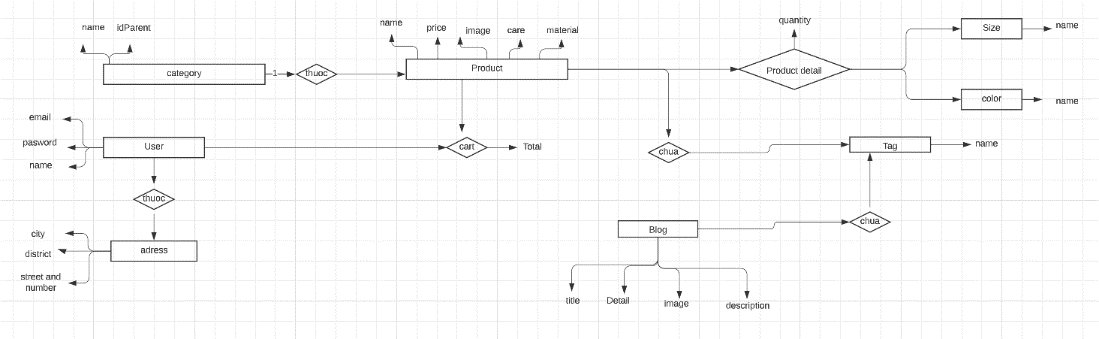 name
idParent
category
1
thuoc
name
price
image
care
material
Product
quantity
Product detail
Size
name
color
name
email
pasword
name
User
cart
Total
chua
Tag
name
thuoc
adress
city
district
street and
number
Blog
chua
title
Detail
image
description